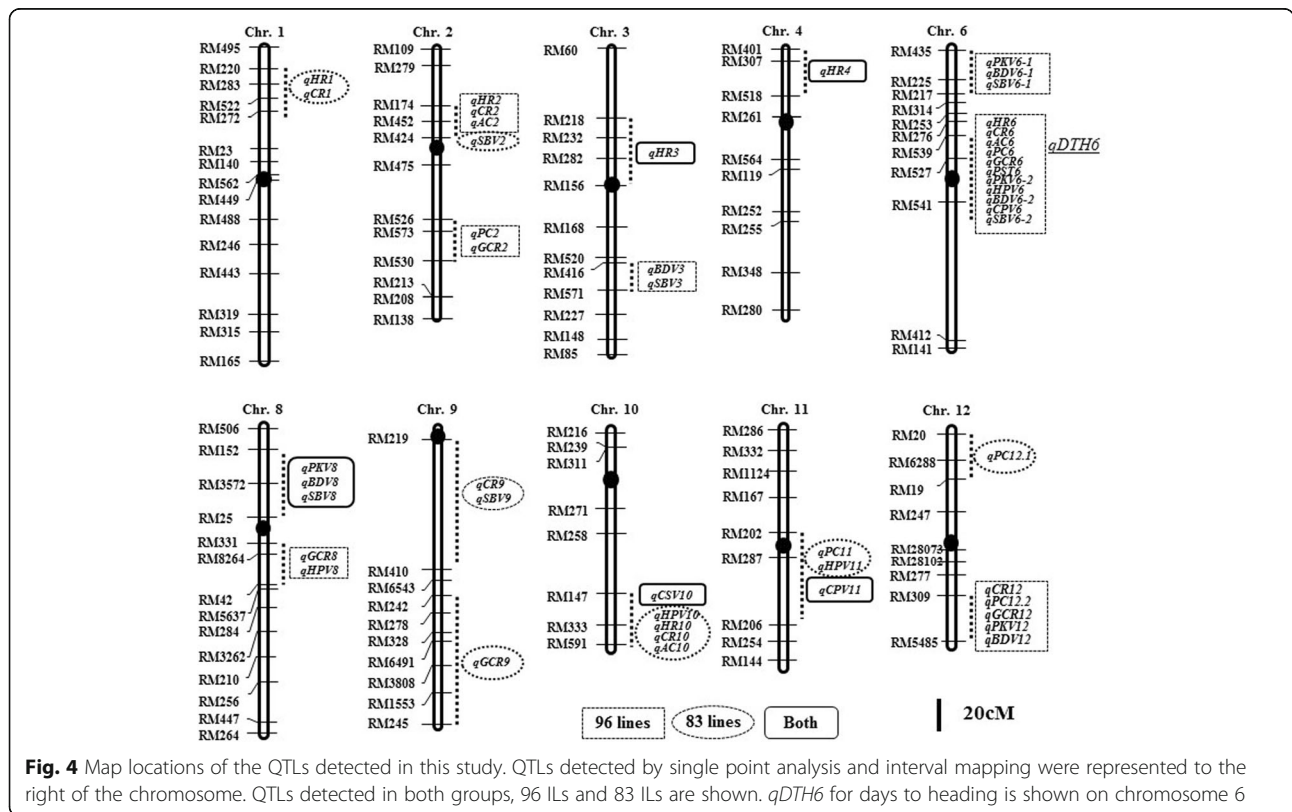 Chr. 1
RM495
RM220
RM283
RM522
RM272
RM23
RM140
RM562
RM449
RM488
RM246
RM443
RM319
RM315
RM165
qHR1
qCR1
Chr. 2
RM109
RM279
RM174
RM452
RM424
RM475
RM526
RM573
RM530
RM213
RM208
RM138
qHR2
qCR2
qAC2
qSBV2
qPC2
qGCR2
Chr. 3
RM60
RM218
RM232
RM282
RM156
RM168
RM520
RM416
RM571
RM227
RM148
RM85
qHR3
qBDV3
qSBV3
Chr. 4
RM401
RM307
RM518
RM261
RM564
RM119
RM252
RM255
RM348
RM280
qHR4
Chr. 6
RM435
RM225
RM217
RM314
RM253
RM276
RM539
RM527
RM541
RM412
RM141
qPKV6-1
qBDV6-1
qSBV6-1
qHR6
qCR6
qAC6
qPC6
qGCR6
qPST6
qPKV6-2
qHPV6
qBDV6-2
qCPV6
qSBV6-2
qDTH6
Chr. 8
RM506
RM152
RM3572
RM25
RM331
RM8264
RM42
RM5637
RM284
RM3262
RM210
RM256
RM447
RM264
qPKV8
qBDV8
qSBV8
qGCR8
qHPV8
Chr. 9
RM219
RM410
RM6543
RM242
RM278
RM328
RM6491
RM3808
RM1553
RM245
qCR9
qSBV9
qGCR9
Chr. 10
RM216
RM239
RM311
RM271
RM258
RM147
RM333
RM591
qCSV10
qHPV10
qHR10
qCR10
qAC10
Chr. 11
RM286
RM332
RM1124
RM167
RM202
RM287
RM206
RM254
RM144
qPC11
qHPV11
qCPV11
Chr. 12
RM20
RM6288
RM19
RM247
RM28073
RM28102
RM277
RM309
RM5485
qPC12.1
qCR12
qPC12.2
qGCR12
qPKV12
qBDV12
96 lines
83 lines
Both
20cM
Fig. 4 Map locations of the QTLs detected in this study. QTLs detected by single point analysis and interval mapping were represented to the
right of the chromosome. QTLs detected in both groups, 96 ILs and 83 ILs are shown. qDTH6 for days to heading is shown on chromosome 6